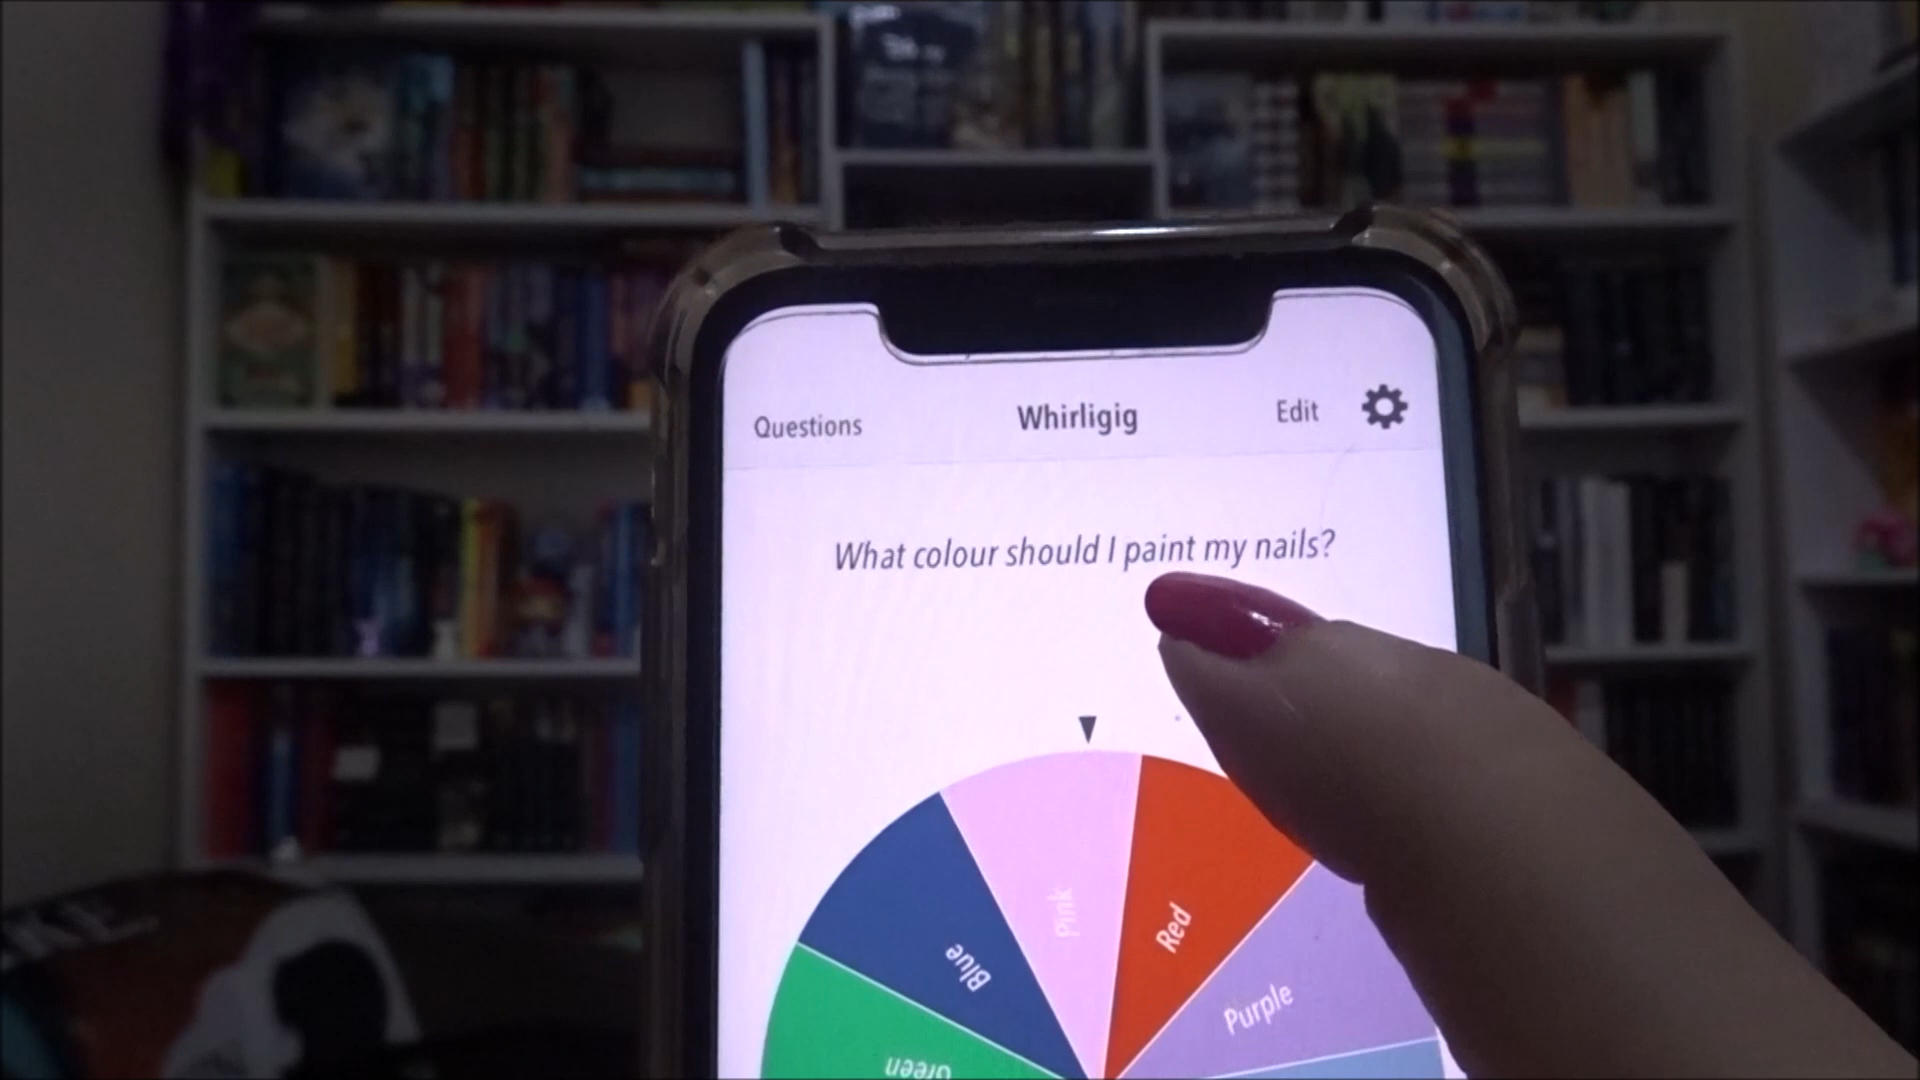 Questions
Whirligig
Edit
What colour should I paint my nails?
Pink
Red
Blue
Purple
Green